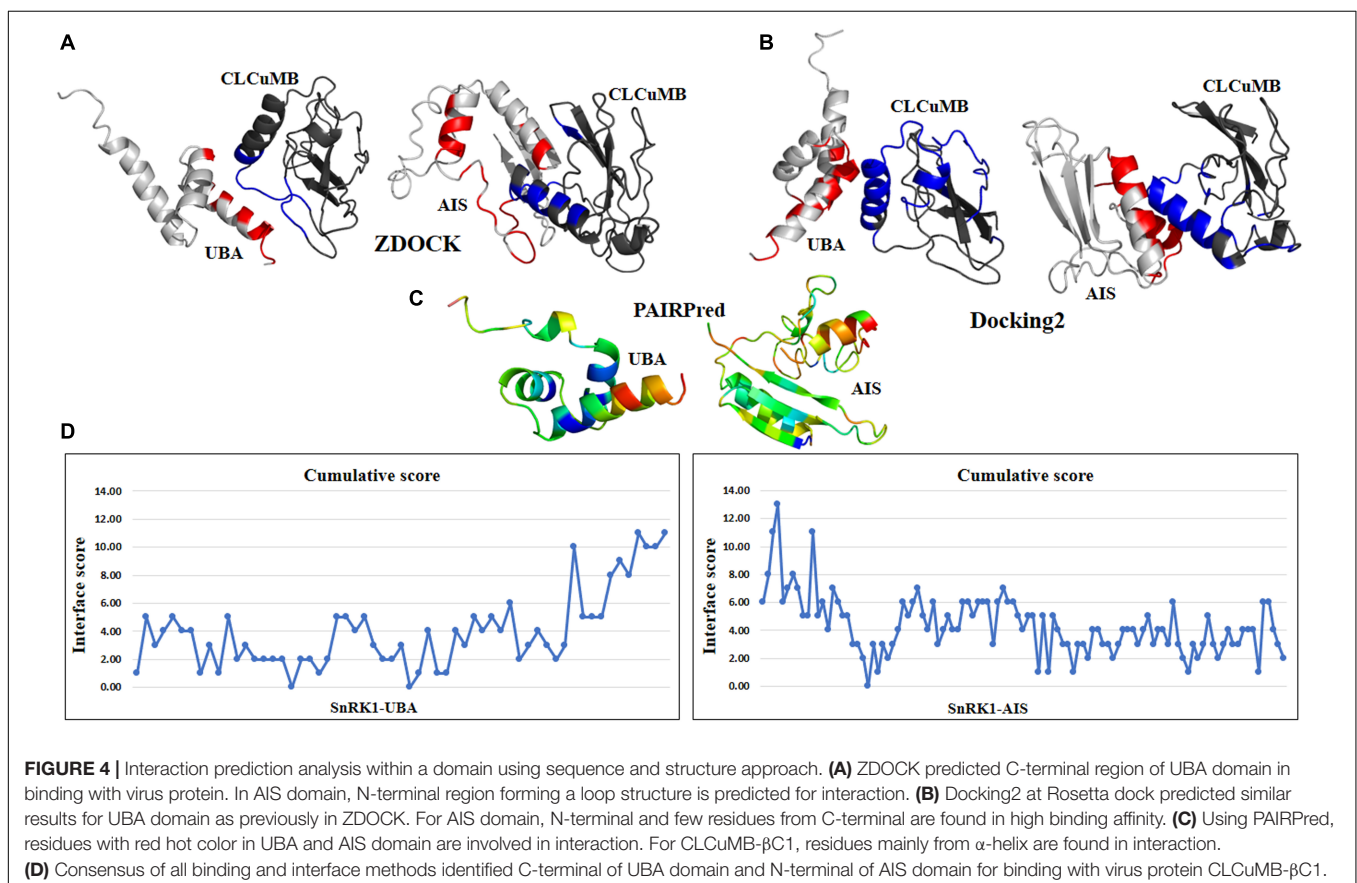 A
B
CLCuMB
CLCuMB
CLCuMB
CLCuMB
UBA
AIS
ZDOCK
UBA
AIS
Docking2
C
PAIRPred
UBA
AIS
D
Cumulative score
14.00
12.00
10.00
8.00
6.00
4.00
2.00
0.00
Interface score
SnRK1-UBA
Cumulative score
14.00
12.00
10.00
8.00
6.00
4.00
2.00
0.00
Interface score
SnRK1-AIS
FIGURE 4 | Interaction prediction analysis within a domain using sequence and structure approach. (A) ZDOCK predicted C-terminal region of UBA domain in
binding with virus protein. In AIS domain, N-terminal region forming a loop structure is predicted for interaction. (B) Docking2 at Rosetta dock predicted similar
results for UBA domain as previously in ZDOCK. For AIS domain, N-terminal and few residues from C-terminal are found in high binding affinity. (C) Using PAIRPred,
residues with red hot color in UBA and AIS domain are involved in interaction. For CLCuMB-βC1, residues mainly from α-helix are found in interaction.
(D) Consensus of all binding and interface methods identified C-terminal of UBA domain and N-terminal of AIS domain for binding with virus protein CLCuMB-βC1.